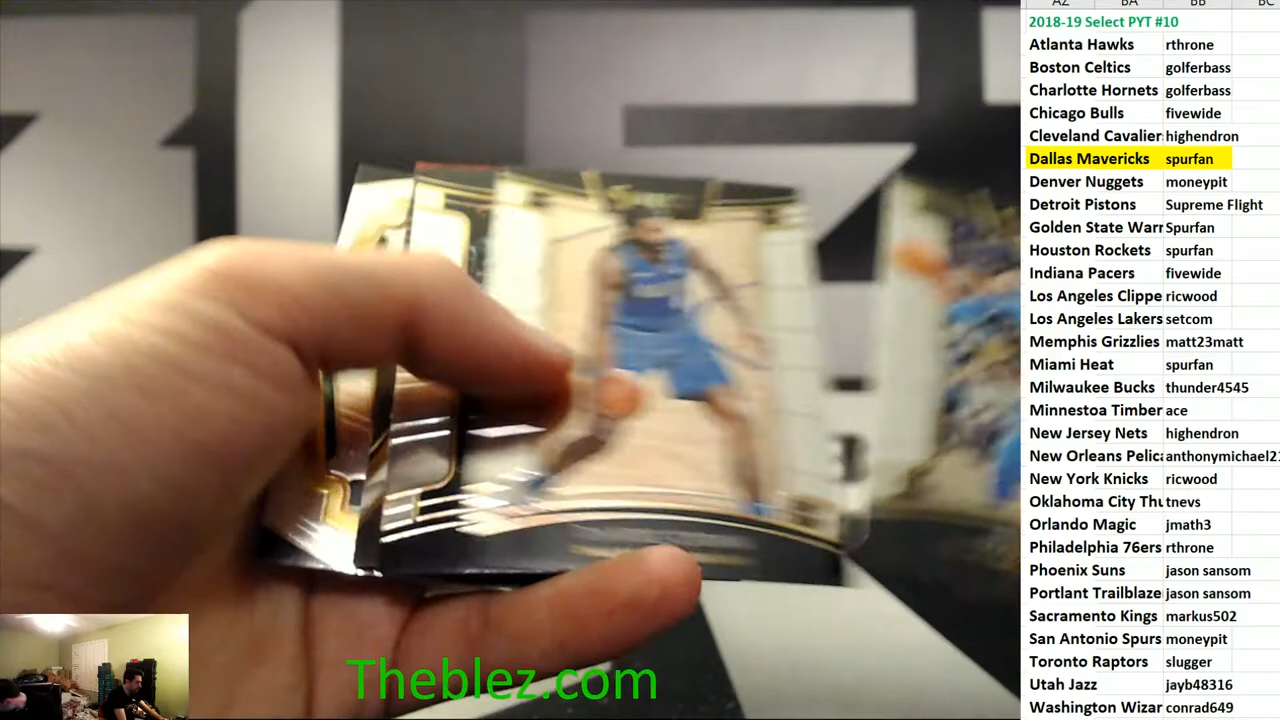 AZ BA BB BC
2018-19 Select PYT #10
Atlanta Hawks rthrone
Boston Celtics golferbass
Charlotte Hornets golferbass
Chicago Bulls fivewide
Cleveland Cavalier highendron
Dallas Mavericks spurfan
Denver Nuggets moneypit
Detroit Pistons Supreme Flight
Golden State Warr Spurfan
Houston Rockets spurfan
Indiana Pacers fivewide
Los Angeles Clippe ricwood
Los Angeles Lakers setcom
Memphis Grizzlies matt23matt
Miami Heat spurfan
Milwaukee Bucks thunder4545
Minnestoa Timber ace
New Jersey Nets highendron
New Orleans Pelica anthonymichael21
New York Knicks ricwood
Oklahoma City Thu tnevs
Orlando Magic jmath3
Philadelphia 76ers rthrone
Phoenix Suns jason sansom
Portlant Trailblaze jason sansom
Sacramento Kings markus502
San Antonio Spurs moneypit
Toronto Raptors slugger
Utah Jazz jayb48316
Washington Wizar conrad649
Theblez.com